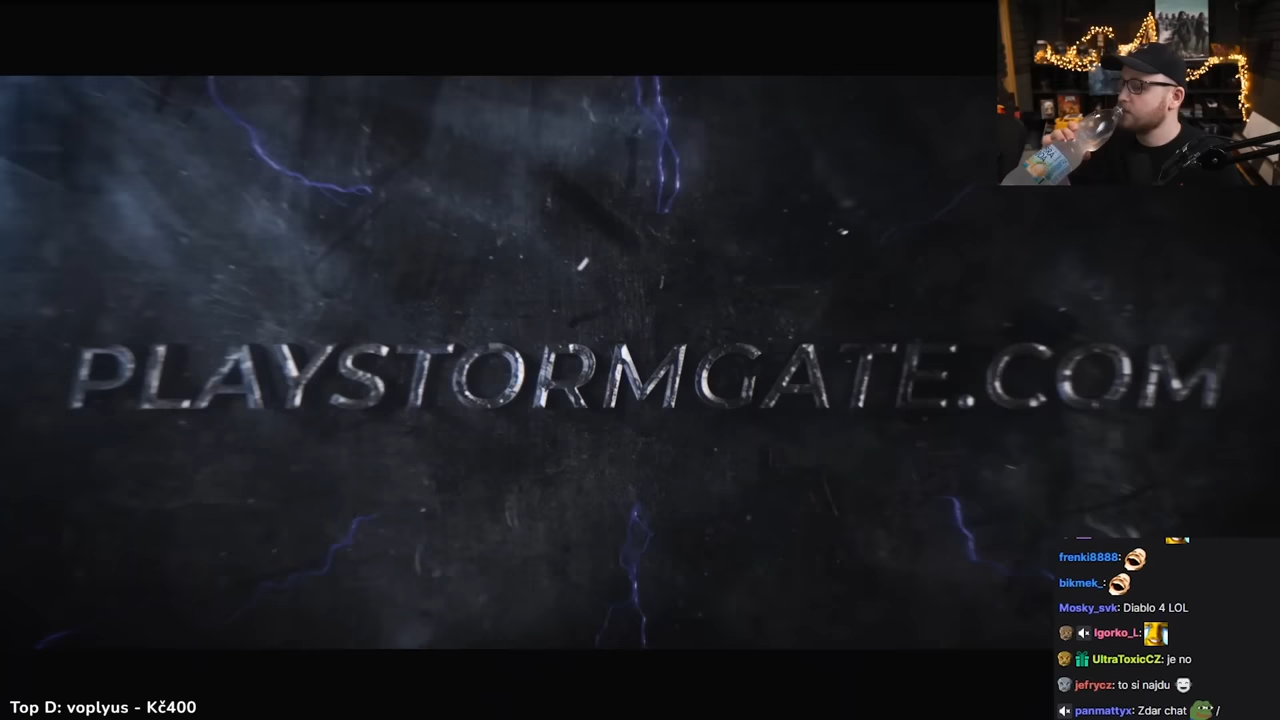 PLAYSTORMGATE.COM
frenki8888:
bikmek_:
Mosky_svk: Diablo 4 LOL
Igorko_L:
UltraToxicCZ: je no
jefrycz: to si najdu
panmattyx: Zdar chat /
Top D: voplyus - Kč400